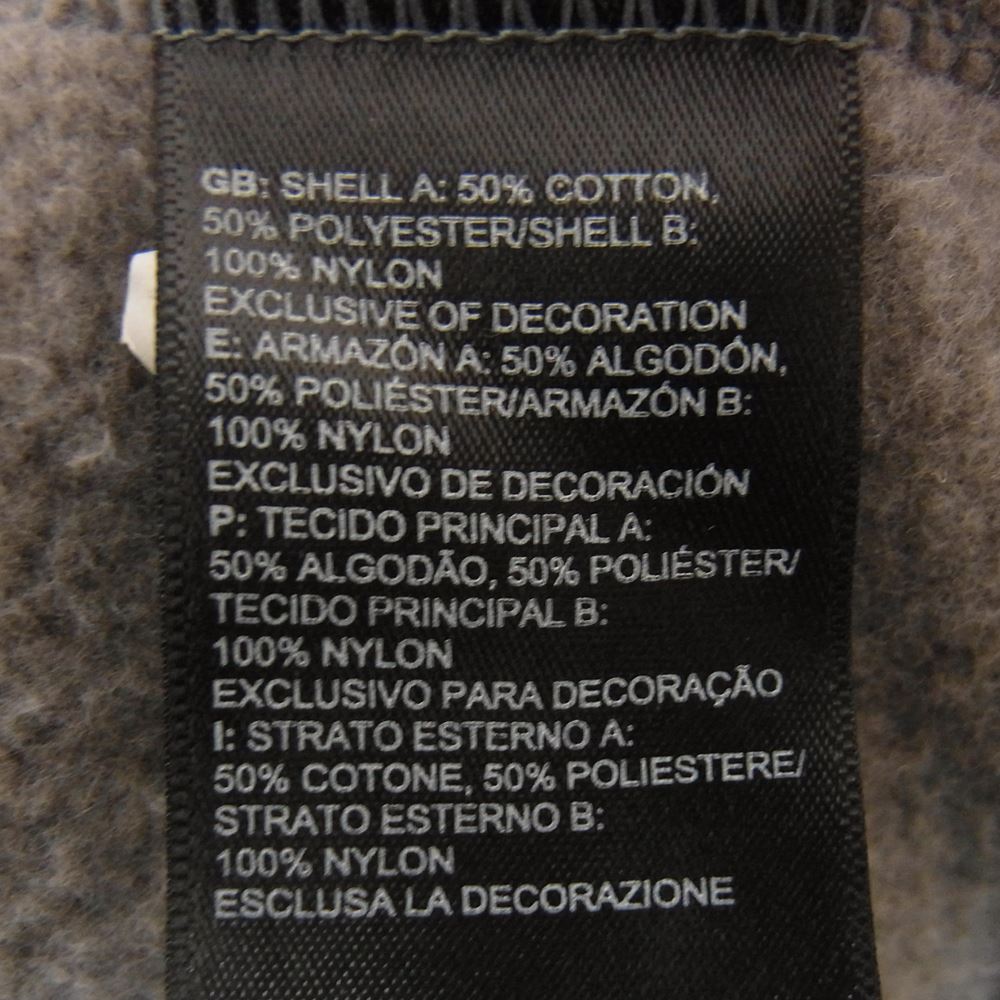 GB: SHELL A: 50% COTTON,
50% POLYESTER/SHELL B:
100% NYLON
EXCLUSIVE OF DECORATION
E: ARMAZÓN A: 50% ALGODÓN,
50% POLIÉSTER/ARMAZÓN B:
100% NYLON
EXCLUSIVO DE DECORACIÓN
P: TECIDO PRINCIPAL A:
50% ALGODÃO, 50% POLIÉSTER/
TECIDO PRINCIPAL B:
100% NYLON
EXCLUSIVO PARA DECORAÇÃO
I: STRATO ESTERNO A:
50% COTONE, 50% POLIESTERE/
STRATO ESTERNO B:
100% NYLON
ESCLUSA LA DECORAZIONE